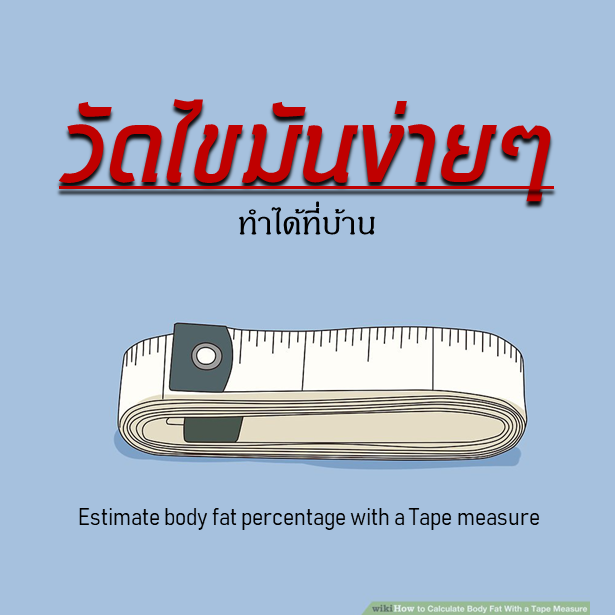 วัดไขมันง่ายๆ
ทำได้ที่บ้าน
Estimate body fat percentage with a Tape measure
wikiHow to Calculate Body Fat With a Tape Measure